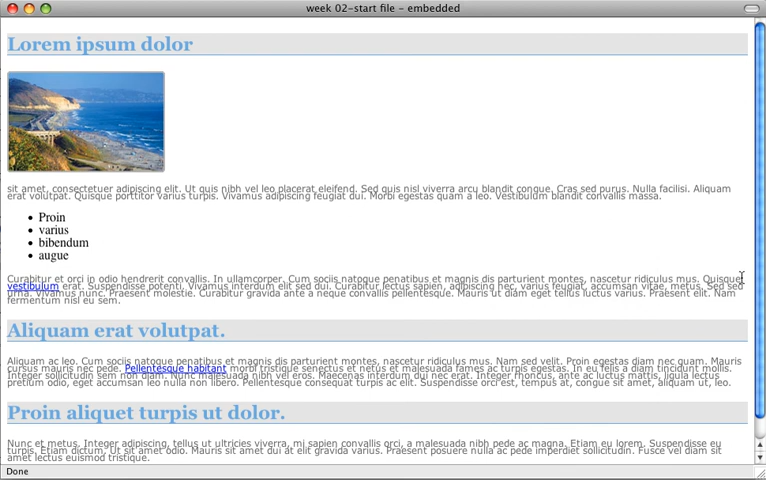 week 02-start file - embedded
Lorem ipsum dolor
sit amet, consectetuer adipiscing elit. Ut quis nibh vel leo placerat eleifend. Sed quis nisl viverra arcu blandit congue. Cras sed purus. Nulla facilisi. Aliquam
erat volutpat. Quisque porttitor varius turpis. Vivamus adipiscing feugiat dui. Morbi egestas quam a leo. Vestibulum blandit convallis massa.
Proin
varius
bibendum
augue
Curabitur et orci in odio hendrerit convallis. In ullamcorper. Cum sociis natoque penatibus et magnis dis parturient montes, nascetur ridiculus mus. Quisque
vestibulum erat. Suspendisse potenti. Vivamus interdum elit sed dui. Curabitur lectus sapien, adipiscing nec, varius feugiat, accumsan vitae, metus. Sed sed
urna. Vivamus nunc. Praesent molestie. Curabitur gravida ante a neque convallis pellentesque. Mauris ut diam eget tellus luctus varius. Praesent elit. Nam
fermentum nisl eu sem.
Aliquam erat volutpat.
Aliquam ac leo. Cum sociis natoque penatibus et magnis dis parturient montes, nascetur ridiculus mus. Nam sed velit. Proin egestas diam nec quam. Mauris
cursus mauris nec pede. Pellentesque habitant morbi tristique senectus et netus et malesuada fames ac turpis egestas. In eu felis a diam tincidunt mollis.
Integer sollicitudin sem non diam. Nunc malesuada nibh vel eros. Maecenas interdum dui nec erat. Integer rhoncus, ante ac luctus mattis, ligula lectus
pretium odio, eget accumsan leo nulla non libero. Pellentesque consequat turpis ac elit. Suspendisse orci est, tempus at, congue sit amet, aliquam ut, leo.
Proin aliquet turpis ut dolor.
Nunc et metus. Integer adipiscing, tellus ut ultricies viverra, mi sapien convallis orci, a malesuada nibh pede ac magna. Etiam eu lorem. Suspendisse eu
turpis. Etiam dictum. Ut sit amet odio. Mauris sit amet dui at elit gravida varius. Praesent posuere nulla ac pede imperdiet sollicitudin. Fusce vel diam sit
amet lectus euismod tristique.
Done